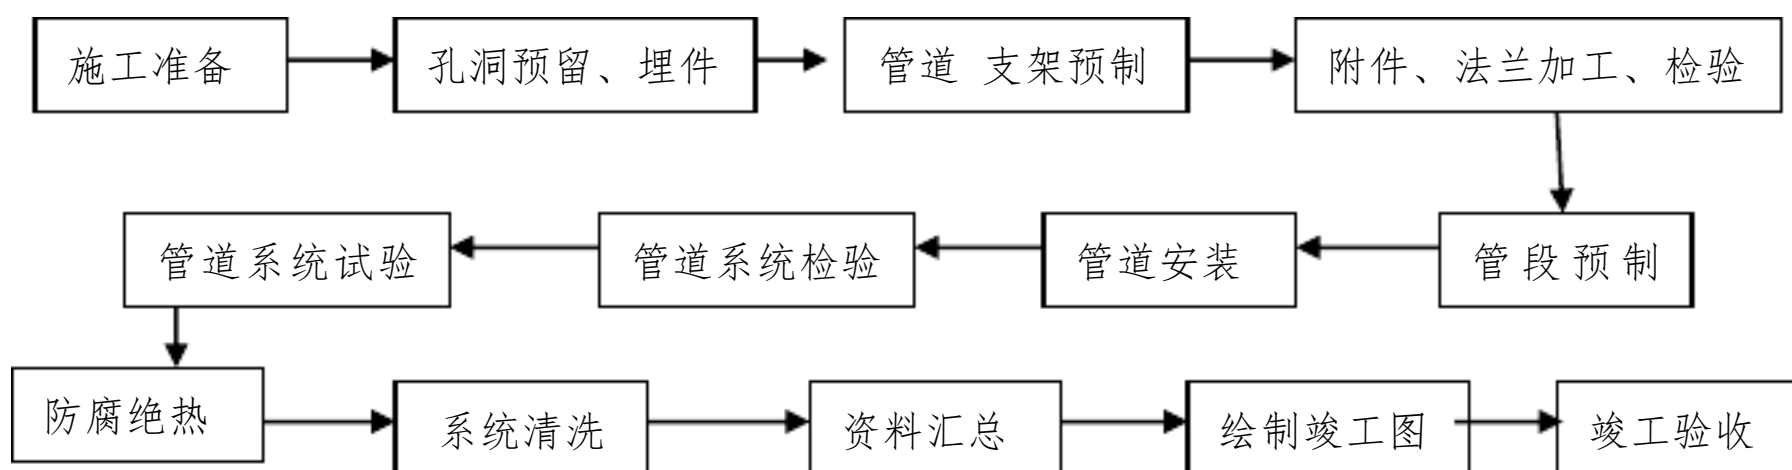 施工准备
孔洞预留、埋件
管道 支架预制
附件、法兰加工、检验
管段预制
管道安装
管道系统检验
管道系统试验
防腐绝热
系统清洗
资料汇总
绘制竣工图
竣工验收